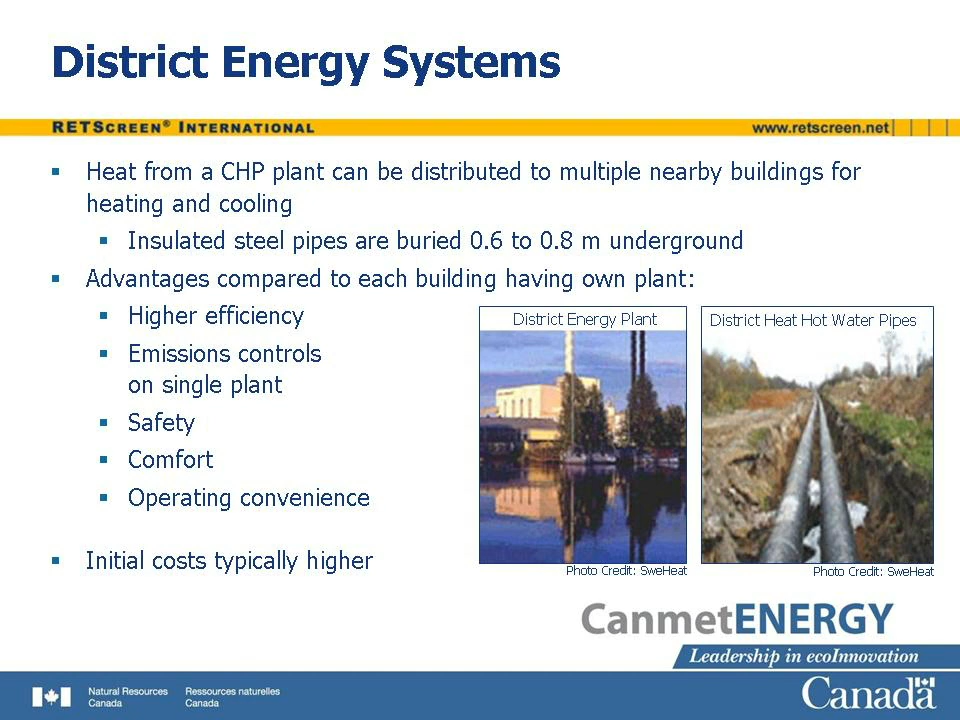 District Energy Systems
RETSCREEN® INTERNATIONAL
www.retscreen.net
Heat from a CHP plant can be distributed to multiple nearby buildings for
heating and cooling
Insulated steel pipes are buried 0.6 to 0.8 m underground
Advantages compared to each building having own plant:
Higher efficiency
Emissions controls
on single plant
Safety
Comfort
Operating convenience
Initial costs typically higher
District Energy Plant
Photo Credit: SweHeat
District Heat Hot Water Pipes
Photo Credit: SweHeat
CanmetENERGY
Leadership in ecoInnovation
Natural Resources
Canada
Ressources naturelles
Canada
Canada